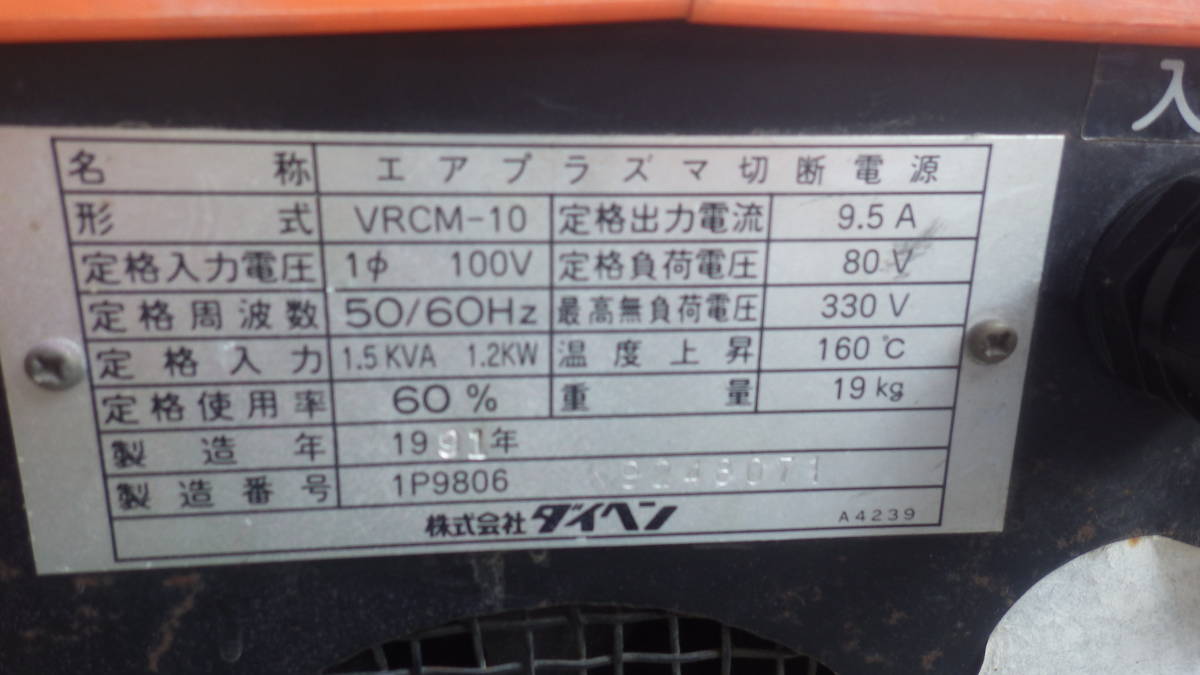 入
名称 エアプラズマ切断電源
形式 VRCM-10 定格出力電流 9.5 A
定格入力電圧 1φ 100V 定格負荷電圧 80 V
定格周波数 50/60Hz 最高無負荷電圧 330 V
定格入力 1.5 KVA 1.2KW 温度上昇 160 ℃
定格使用率 60 % 重量 19 kg
製造年 1991年
製造番号 1P9806
株式会社 ダイヘン A4239